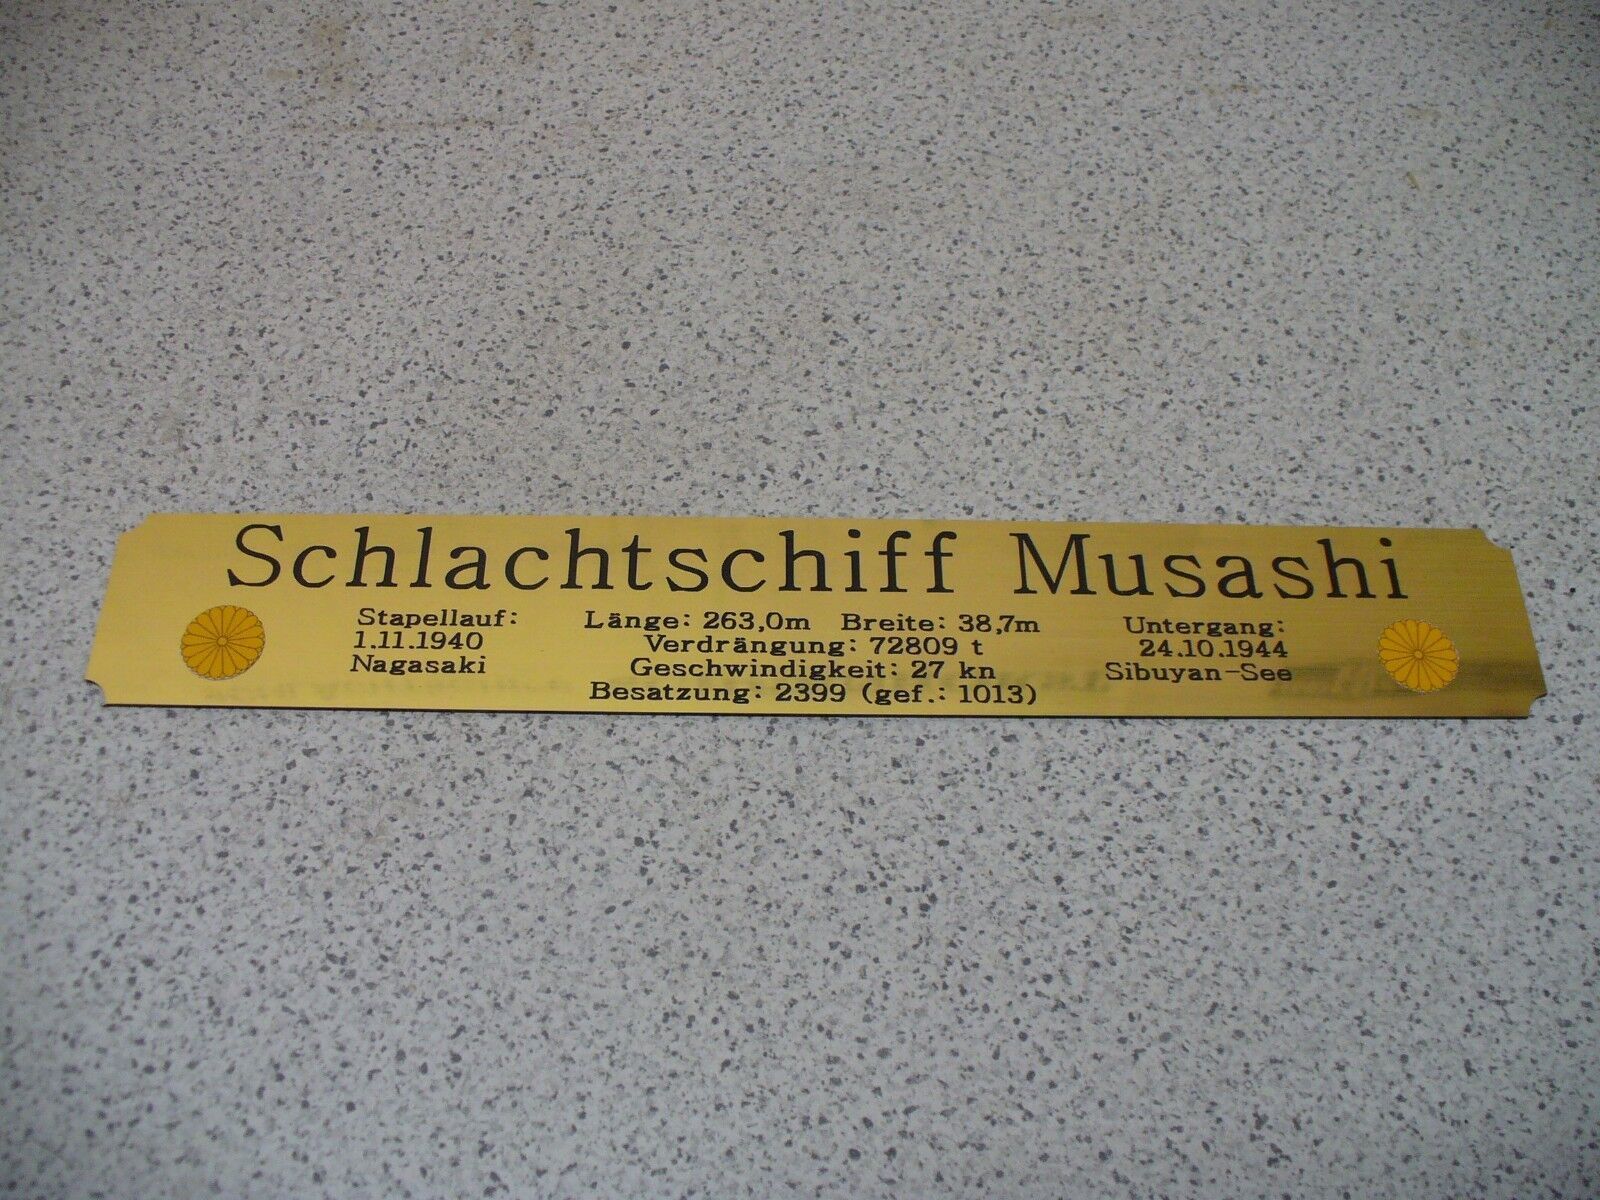 Schlachtschiff Musashi
Stapellauf:
1.11.1940
Nagasaki
Länge: 263,0m Breite: 38,7m
Verdrängung: 72809 t
Geschwindigkeit: 27 kn
Besatzung: 2399 (gef.: 1013)
Untergang:
24.10.1944
Sibuyan-See